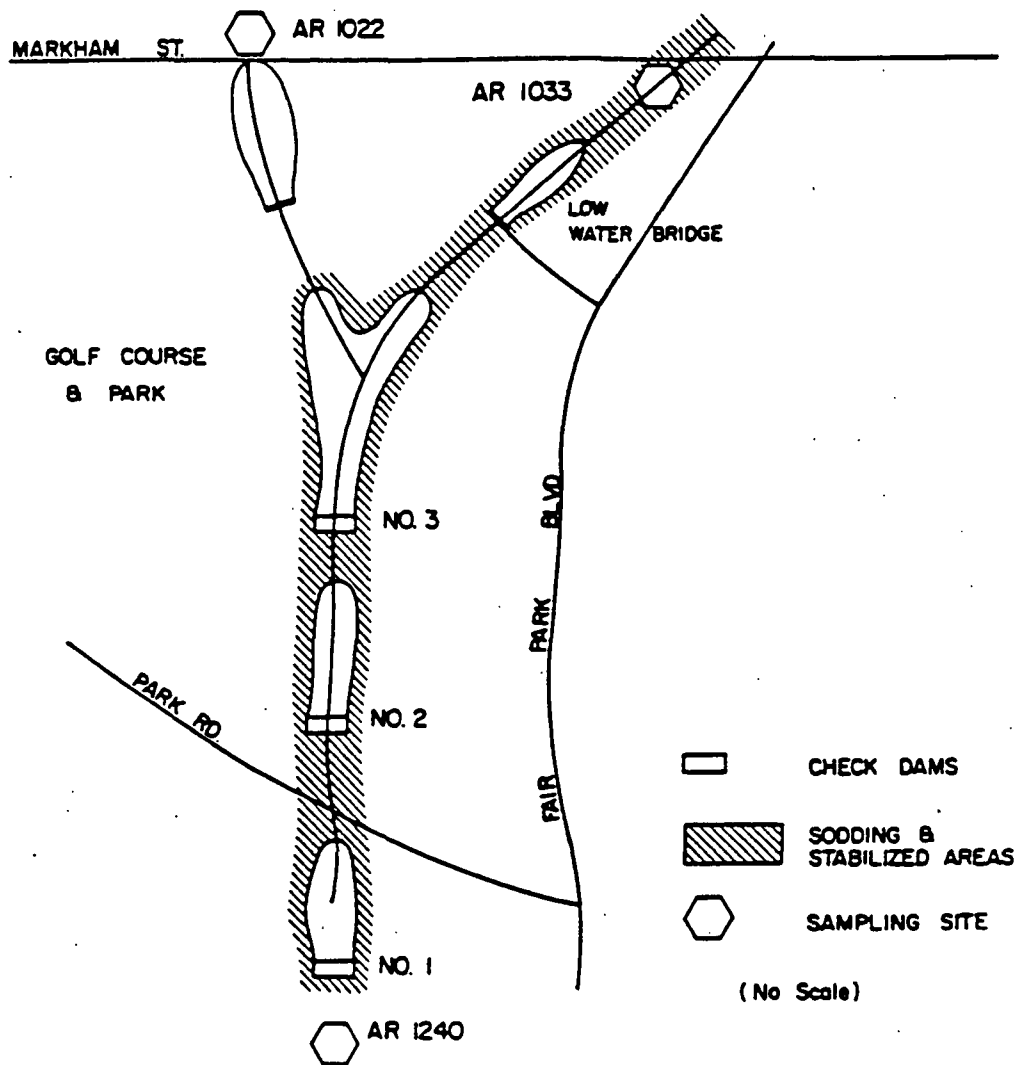 AR 1022
MARKHAM ST.
AR 1033
LOW
WATER BRIDGE
GOLF COURSE
& PARK
NO. 3
FAIR PARK BLVD
NO. 2
PARK RD.
CHECK DAMS
SODDING &
STABILIZED AREAS
SAMPLING SITE
NO. 1
(No Scale)
AR 1240